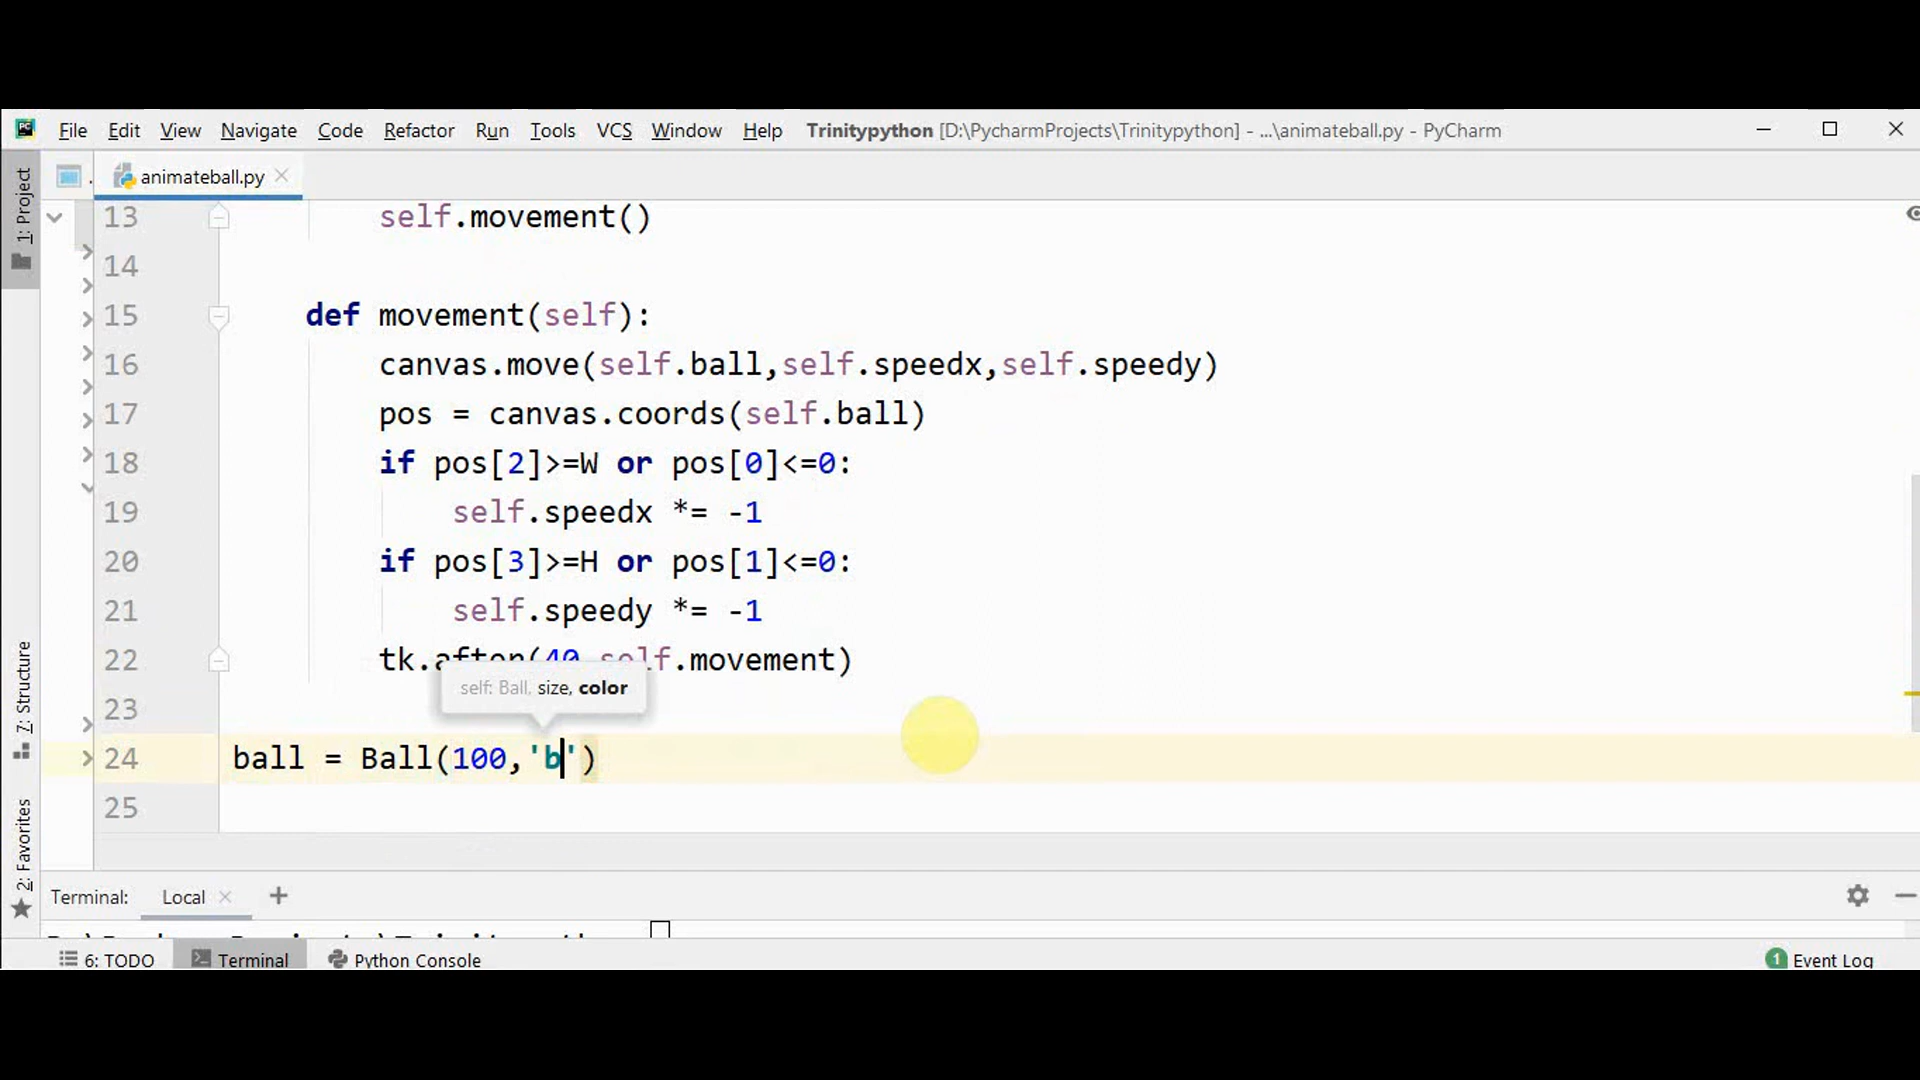 File Edit View Navigate Code Refactor Run Tools VCS Window Help Trinitypython [D:\PycharmProjects\Trinitypython] - ...\animateball.py - PyCharm
1: Project
animateball.py
13 self.movement()
14
15 def movement(self):
16 canvas.move(self.ball,self.speedx,self.speedy)
17 pos = canvas.coords(self.ball)
18 if pos[2]>=W or pos[0]<=0:
19 self.speedx *= -1
20 if pos[3]>=H or pos[1]<=0:
21 self.speedy *= -1
22 tk.after(40,self.movement)
self: Ball, size, color
23
24 ball = Ball(100,'b')
25
7: Structure
2: Favorites
Terminal: Local +
6: TODO Terminal Python Console 1 Event Log